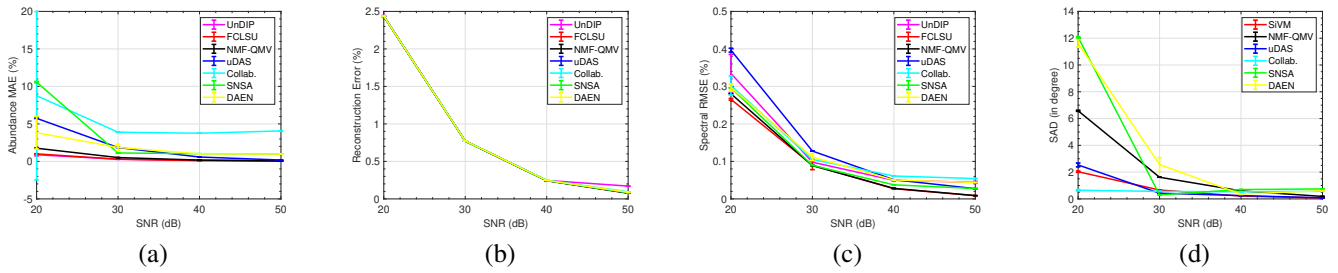 Abundance MAE (%)
20
15
10
5
0
-5
20 30 40 50
SNR (dB)
UnDIP
FCLSU
NMF-QMV
uDAS
Collab.
SNSA
DAEN
(a)
Reconstruction Error (%)
2.5
2
1.5
1
0.5
0
20 30 40 50
SNR (dB)
UnDIP
FCLSU
NMF-QMV
uDAS
Collab.
SNSA
DAEN
(b)
Spectral RMSE (%)
0.5
0.4
0.3
0.2
0.1
0
20 30 40 50
SNR (dB)
UnDIP
FCLSU
NMF-QMV
uDAS
Collab.
SNSA
DAEN
(c)
SAD (in degree)
14
12
10
8
6
4
2
0
20 30 40 50
SNR (dB)
SiVM
NMF-QMV
uDAS
Collab.
SNSA
DAEN
(d)